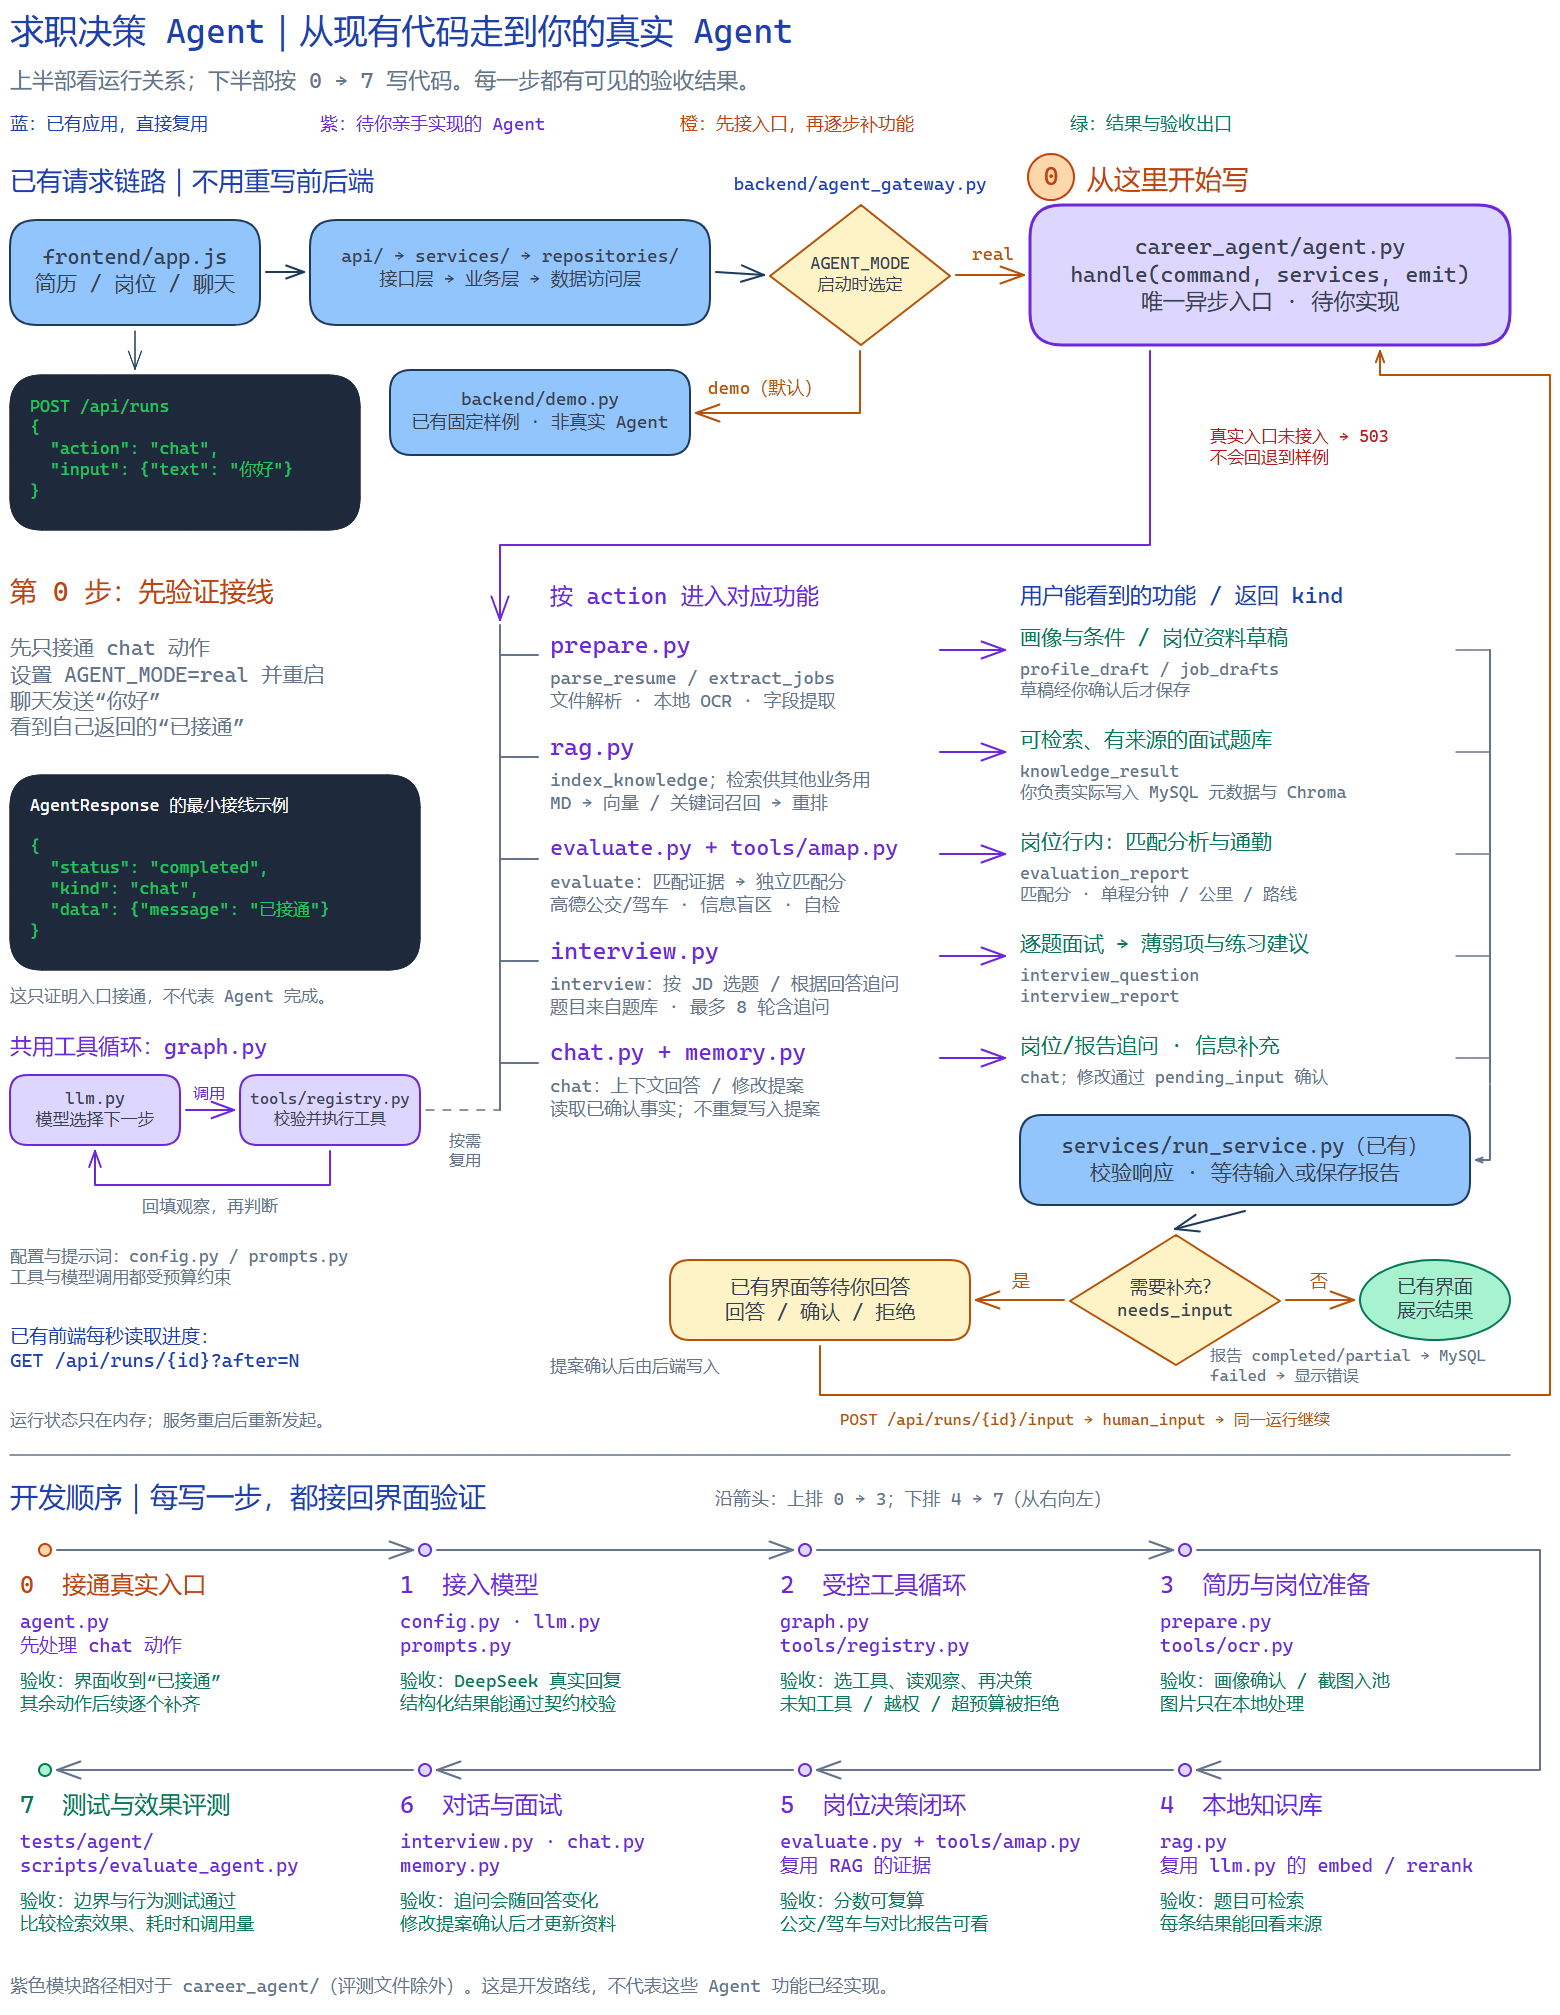 求职决策 Agent｜从现有代码走到你的真实 Agent
上半部看运行关系；下半部按 0 → 7 写代码。每一步都有可见的验收结果。
蓝：已有应用，直接复用
紫：待你亲手实现的 Agent
橙：先接入口，再逐步补功能
绿：结果与验收出口
已有请求链路｜不用重写前后端
backend/agent_gateway.py
0 从这里开始写
frontend/app.js
简历 / 岗位 / 聊天
api/ → services/ → repositories/
接口层 → 业务层 → 数据访问层
AGENT_MODE
启动时选定
real
career_agent/agent.py
handle(command, services, emit)
唯一异步入口 · 待你实现
POST /api/runs
{
"action": "chat",
"input": {"text": "你好"}
}
backend/demo.py
已有固定样例 · 非真实 Agent
demo（默认）
真实入口未接入 → 503
不会回退到样例
第 0 步：先验证接线
先只接通 chat 动作
设置 AGENT_MODE=real 并重启
聊天发送“你好”
看到自己返回的“已接通”
AgentResponse 的最小接线示例
{
"status": "completed",
"kind": "chat",
"data": {"message": "已接通"}
}
这只证明入口接通，不代表 Agent 完成。
共用工具循环：graph.py
llm.py
模型选择下一步
调用
tools/registry.py
校验并执行工具
按需
复用
回填观察，再判断
配置与提示词：config.py / prompts.py
工具与模型调用都受预算约束
已有前端每秒读取进度：
GET /api/runs/{id}?after=N
运行状态只在内存；服务重启后重新发起。
按 action 进入对应功能
prepare.py
parse_resume / extract_jobs
文件解析 · 本地 OCR · 字段提取
rag.py
index_knowledge；检索供其他业务用
MD → 向量 / 关键词召回 → 重排
evaluate.py + tools/amap.py
evaluate：匹配证据 → 独立匹配分
高德公交/驾车 · 信息盲区 · 自检
interview.py
interview：按 JD 选题 / 根据回答追问
题目来自题库 · 最多 8 轮含追问
chat.py + memory.py
chat：上下文回答 / 修改提案
读取已确认事实；不重复写入提案
用户能看到的功能 / 返回 kind
画像与条件 / 岗位资料草稿
profile_draft / job_drafts
草稿经你确认后才保存
可检索、有来源的面试题库
knowledge_result
你负责实际写入 MySQL 元数据与 Chroma
岗位行内：匹配分析与通勤
evaluation_report
匹配分 · 单程分钟 / 公里 / 路线
逐题面试 → 薄弱项与练习建议
interview_question
interview_report
岗位/报告追问 · 信息补充
chat；修改通过 pending_input 确认
services/run_service.py（已有）
校验响应 · 等待输入或保存报告
已有界面等待你回答
回答 / 确认 / 拒绝
是
需要补充？
needs_input
否
已有界面
展示结果
提案确认后由后端写入
报告 completed/partial → MySQL
failed → 显示错误
POST /api/runs/{id}/input → human_input → 同一运行继续
开发顺序｜每写一步，都接回界面验证
沿箭头：上排 0 → 3；下排 4 → 7（从右向左）
0 接通真实入口
agent.py
先处理 chat 动作
验收：界面收到“已接通”
其余动作后续逐个补齐
1 接入模型
config.py · llm.py
prompts.py
验收：DeepSeek 真实回复
结构化结果能通过契约校验
2 受控工具循环
graph.py
tools/registry.py
验收：选工具、读观察、再决策
未知工具 / 越权 / 超预算被拒绝
3 简历与岗位准备
prepare.py
tools/ocr.py
验收：画像确认 / 截图入池
图片只在本地处理
7 测试与效果评测
tests/agent/
scripts/evaluate_agent.py
验收：边界与行为测试通过
比较检索效果、耗时和调用量
6 对话与面试
interview.py · chat.py
memory.py
验收：追问会随回答变化
修改提案确认后才更新资料
5 岗位决策闭环
evaluate.py + tools/amap.py
复用 RAG 的证据
验收：分数可复算
公交/驾车与对比报告可看
4 本地知识库
rag.py
复用 llm.py 的 embed / rerank
验收：题目可检索
每条结果能回看来源
紫色模块路径相对于 career_agent/（评测文件除外）。这是开发路线，不代表这些 Agent 功能已经实现。